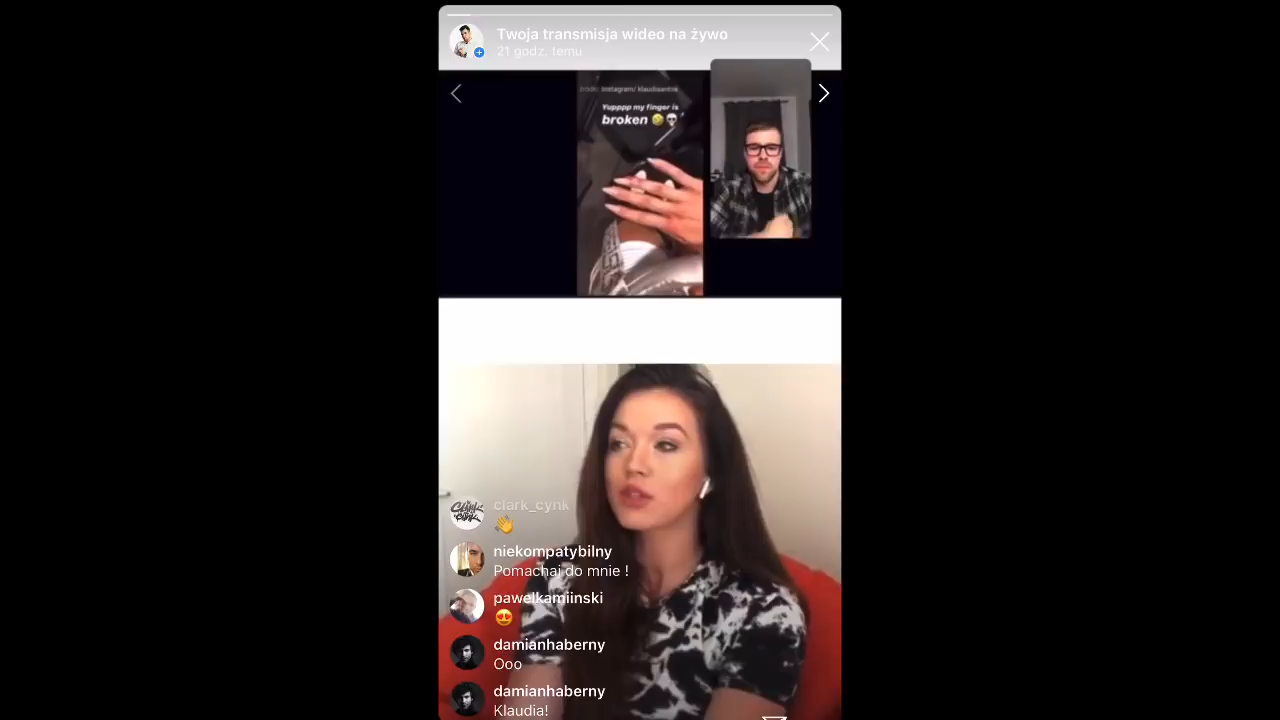 Twoja transmisja wideo na żywo
21 godz. temu
Yupppp my finger is
broken 🤣💀
clark_cynk
👋
niekompatybilny
Pomachaj do mnie !
pawelkamiinski
😍
damianhaberny
Ooo
damianhaberny
Klaudia!